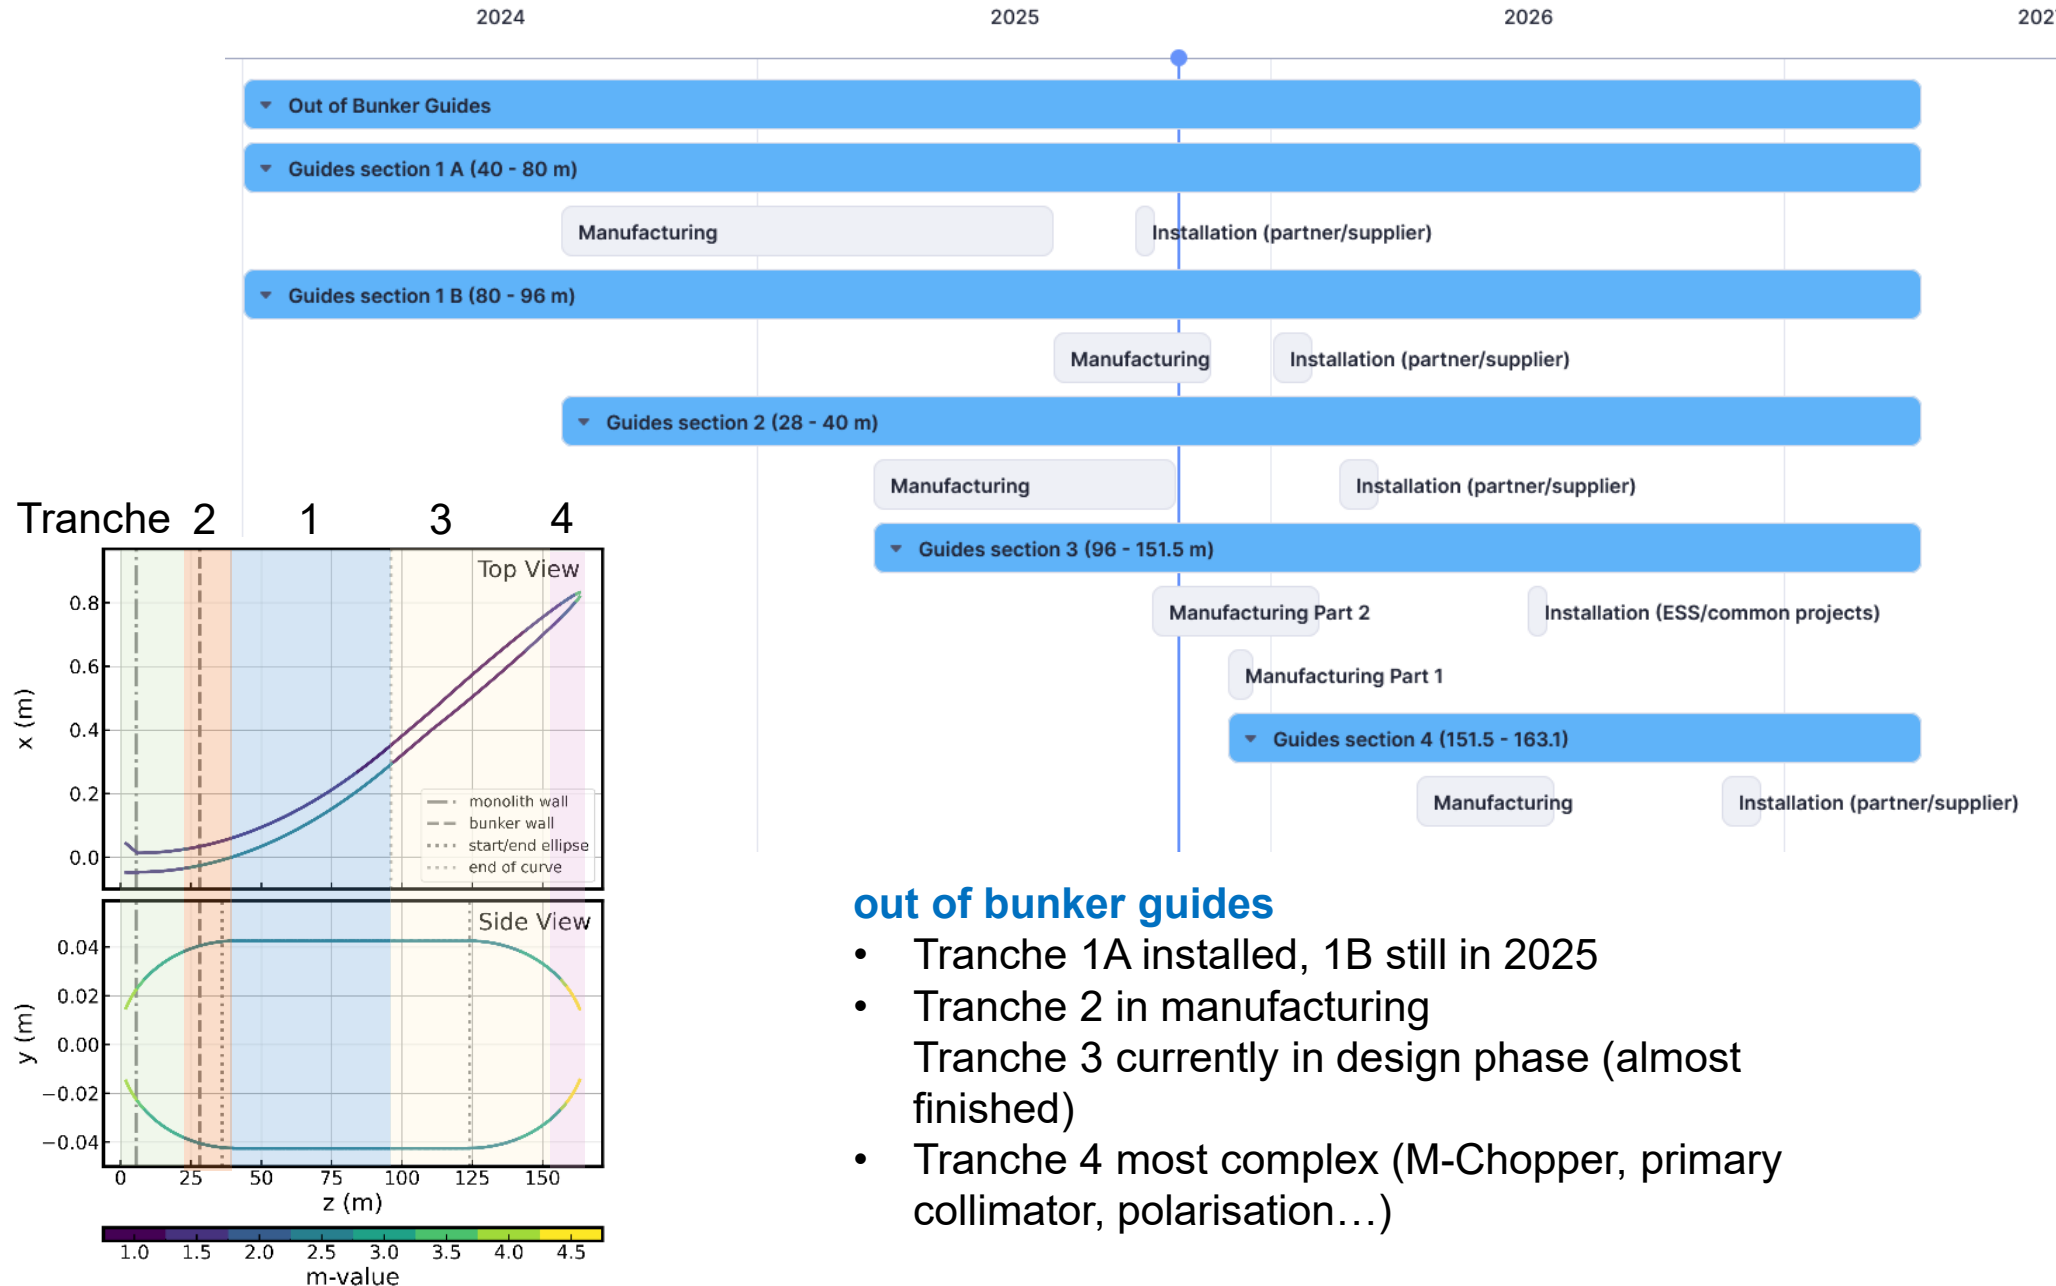 2024
2025
2026
202
Out of Bunker Guides
Guides section 1 A (40 - 80 m)
Manufacturing
Installation (partner/supplier)
Guides section 1 B (80 - 96 m)
Manufacturing
Installation (partner/supplier)
Guides section 2 (28 - 40 m)
Manufacturing
Installation (partner/supplier)
Guides section 3 (96 - 151.5 m)
Manufacturing Part 2
Installation (ESS/common projects)
Manufacturing Part 1
Guides section 4 (151.5 - 163.1)
Manufacturing
Installation (partner/supplier)
Tranche 2 1 3 4
Top View
0.8
0.6
0.4
0.2
0.0
x (m)
monolith wall
bunker wall
start/end ellipse
end of curve
Side View
0.04
0.02
0.00
−0.02
−0.04
y (m)
0 25 50 75 100 125 150
z (m)
1.0 1.5 2.0 2.5 3.0 3.5 4.0 4.5
m-value
out of bunker guides
• Tranche 1A installed, 1B still in 2025
• Tranche 2 in manufacturing
Tranche 3 currently in design phase (almost
finished)
• Tranche 4 most complex (M-Chopper, primary
collimator, polarisation…)